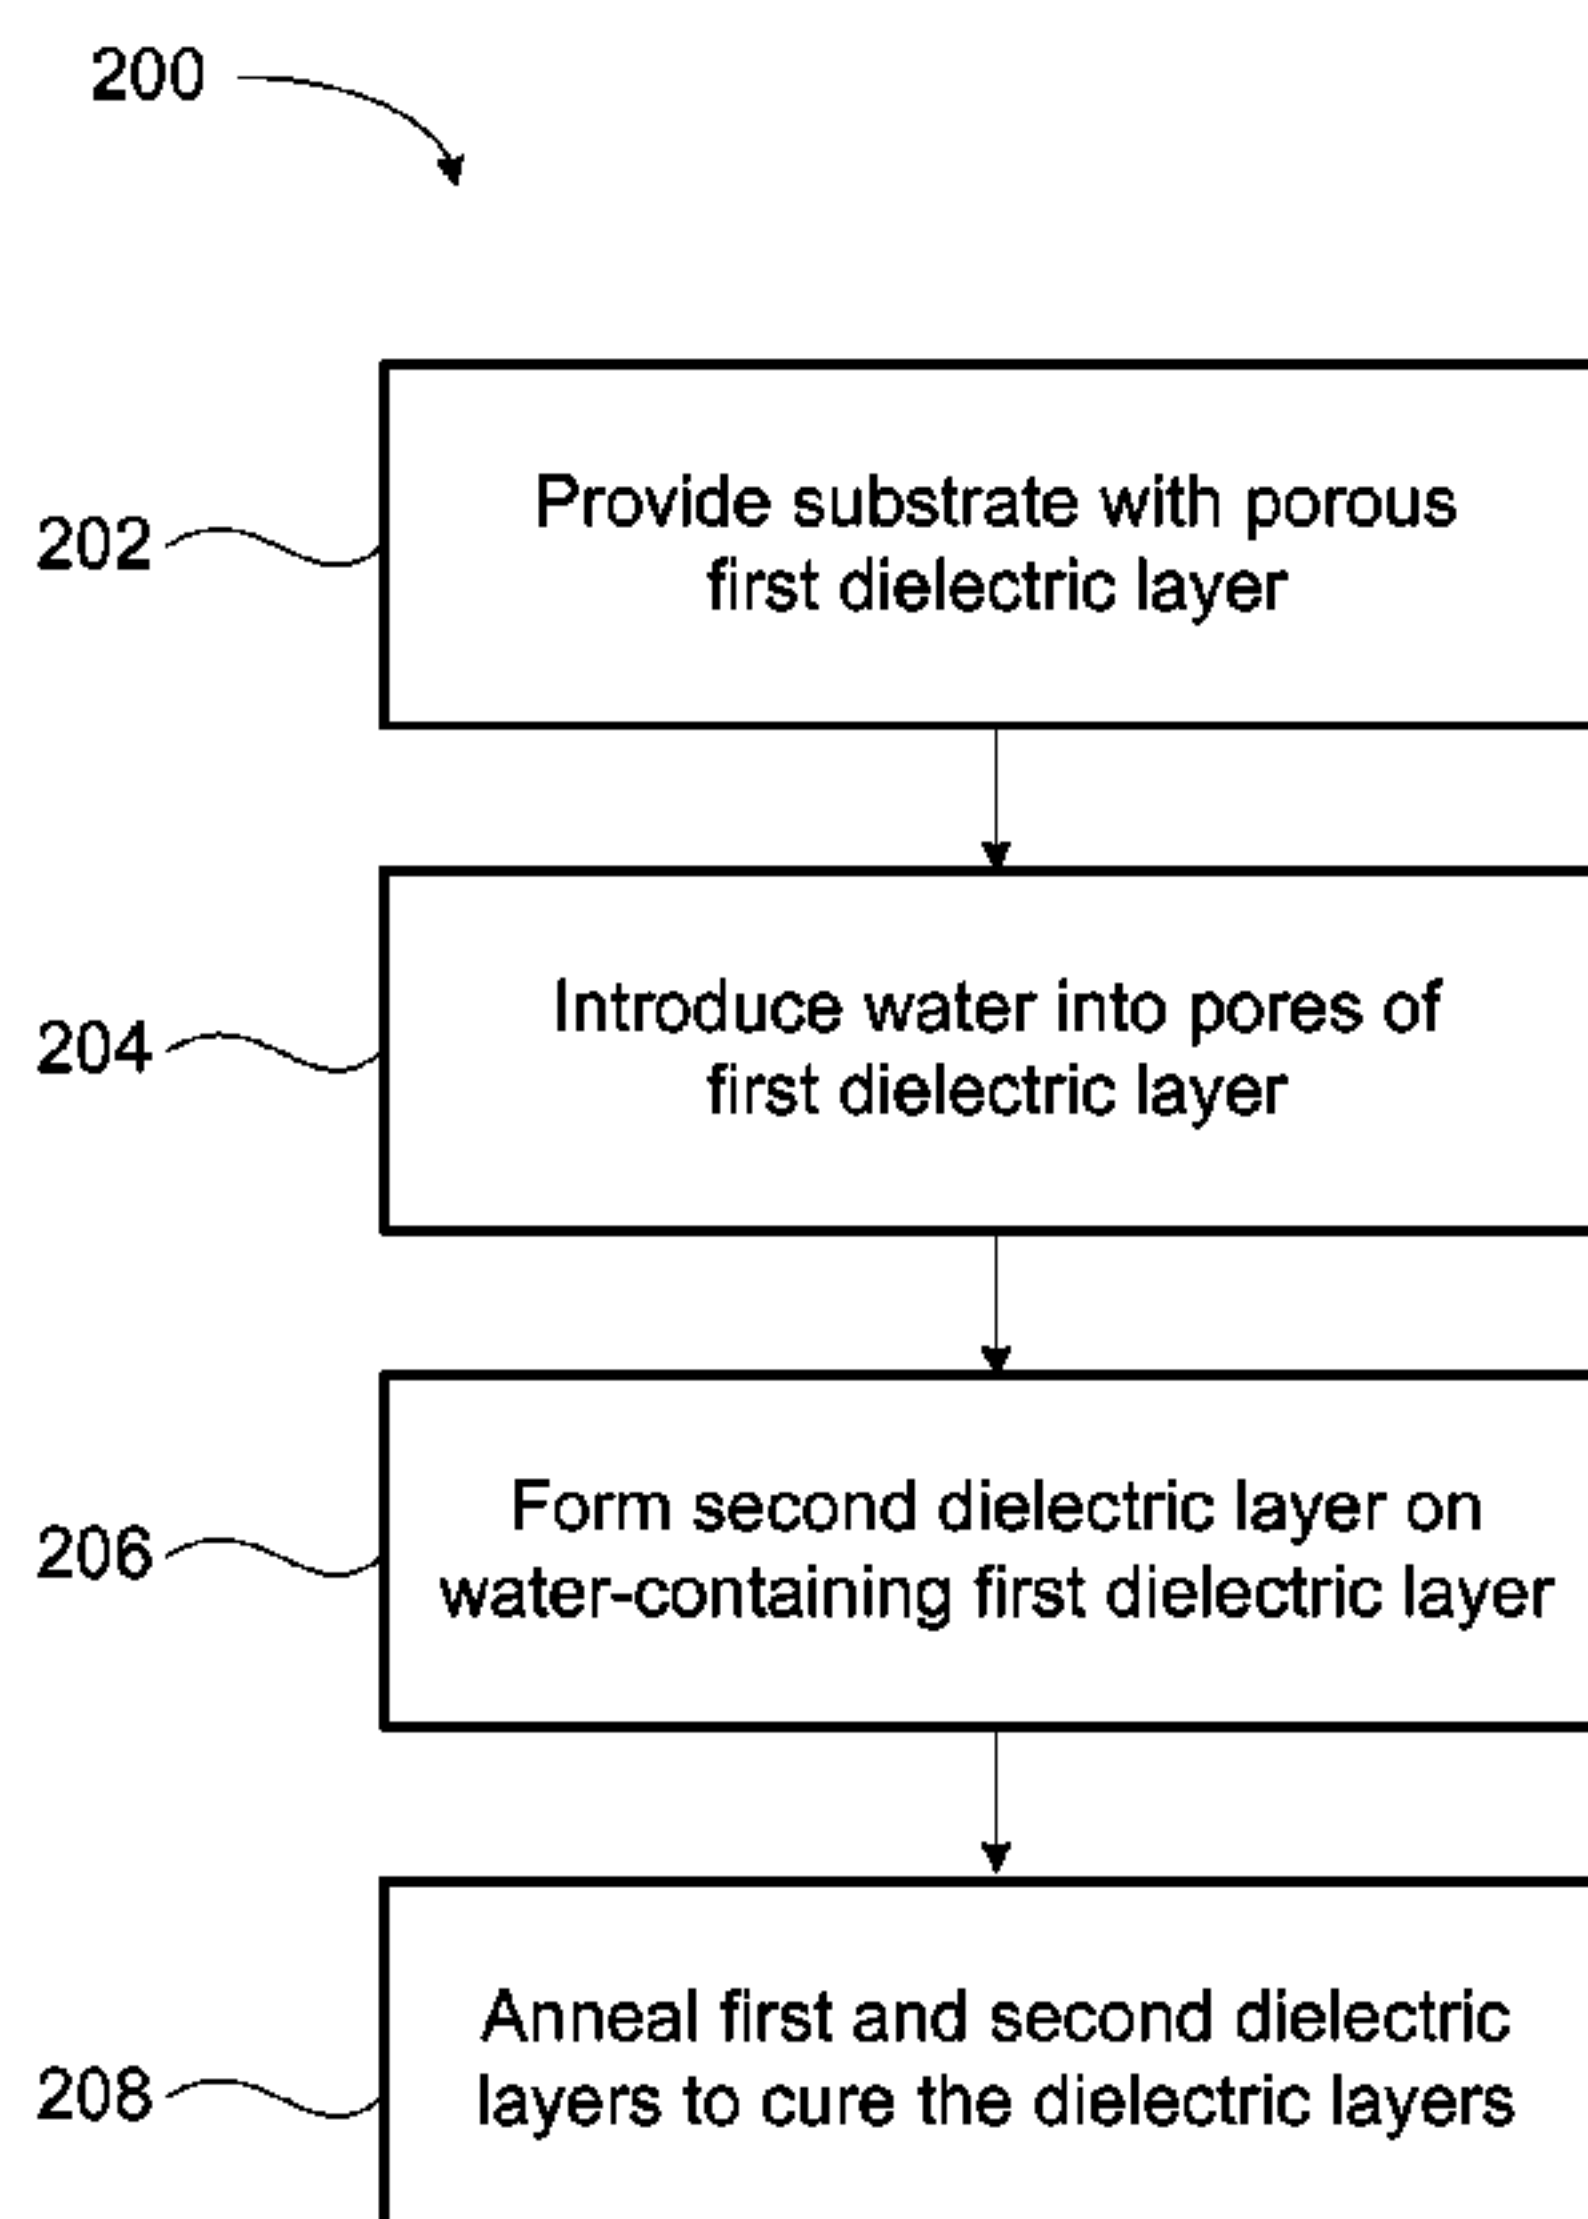 200
202
Provide substrate with porous
first dielectric layer
204
Introduce water into pores of
first dielectric layer
206
Form second dielectric layer on
water-containing first dielectric layer
208
Anneal first and second dielectric
layers to cure the dielectric layers